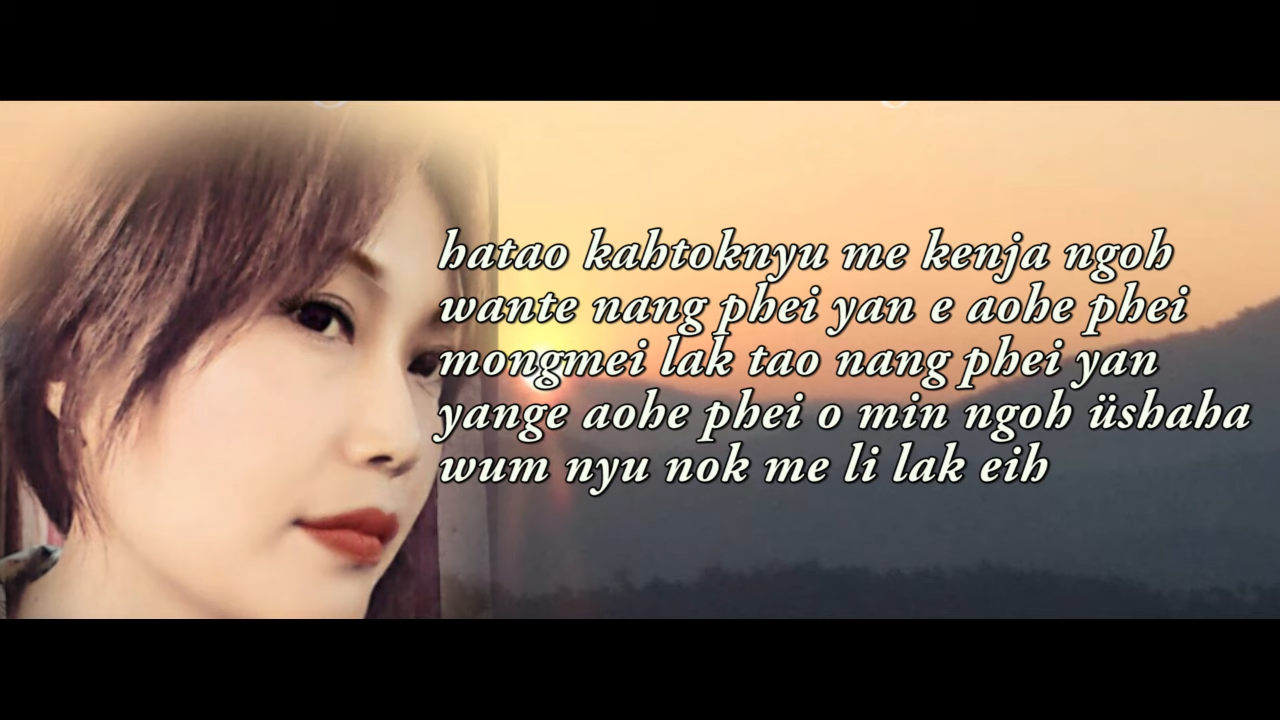 hatao kahtoknyu me kenja ngoh
wante nang phei yan e aohe phei
mongmei lak tao nang phei yan
yange aohe phei o min ngoh üshaha
wum nyu nok me li lak eih